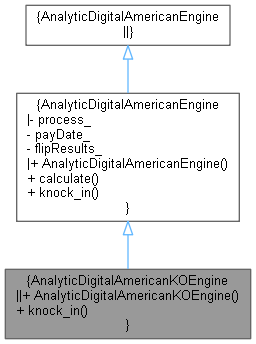 {AnalyticDigitalAmericanEngine
||}
{AnalyticDigitalAmericanEngine
|- process_
- payDate_
- flipResults_
|+ AnalyticDigitalAmericanEngine()
+ calculate()
+ knock_in()
}
{AnalyticDigitalAmericanKOEngine
||+ AnalyticDigitalAmericanKOEngine()
+ knock_in()
}